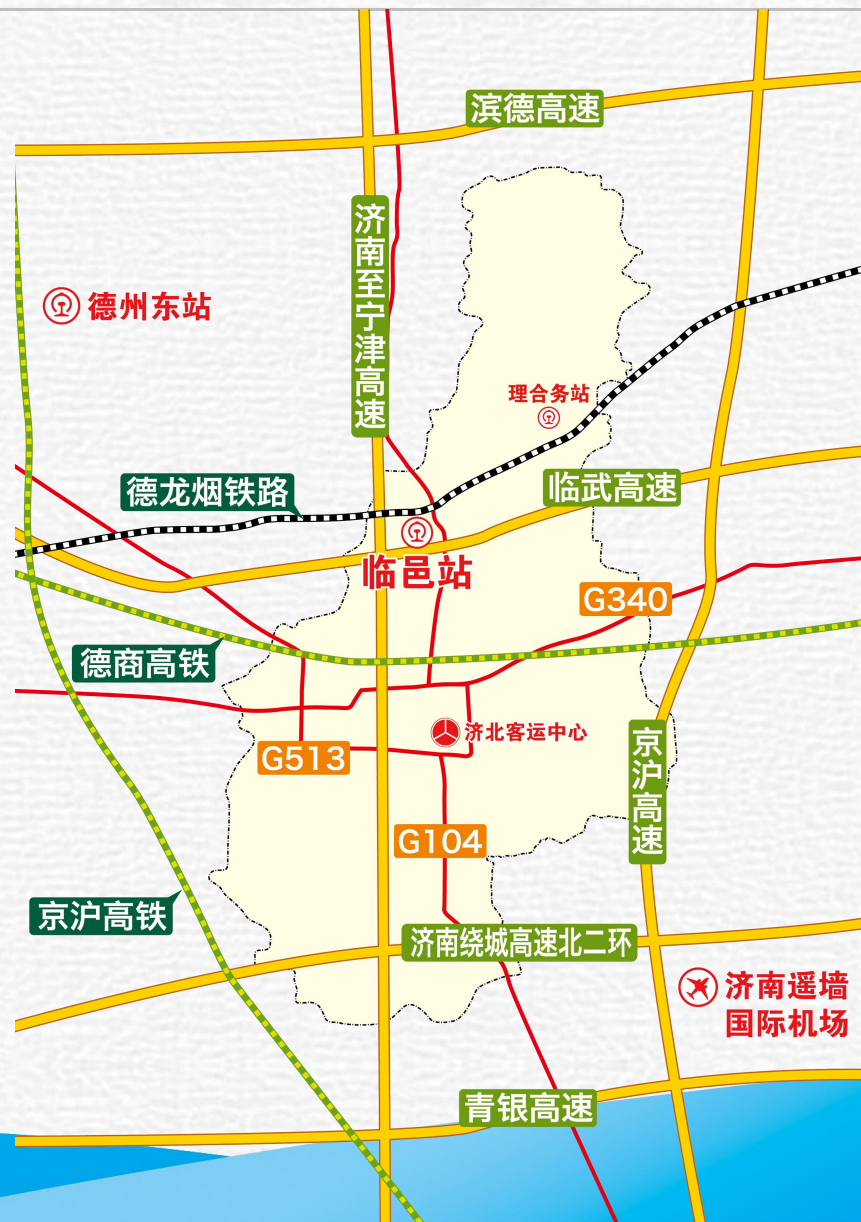 滨德高速
济南至宁津高速
德州东站
理合务站
德龙烟铁路
临武高速
临邑站
G340
德商高铁
济北客运中心
G513
京沪高速
G104
京沪高铁
济南绕城高速北二环
济南遥墙
国际机场
青银高速